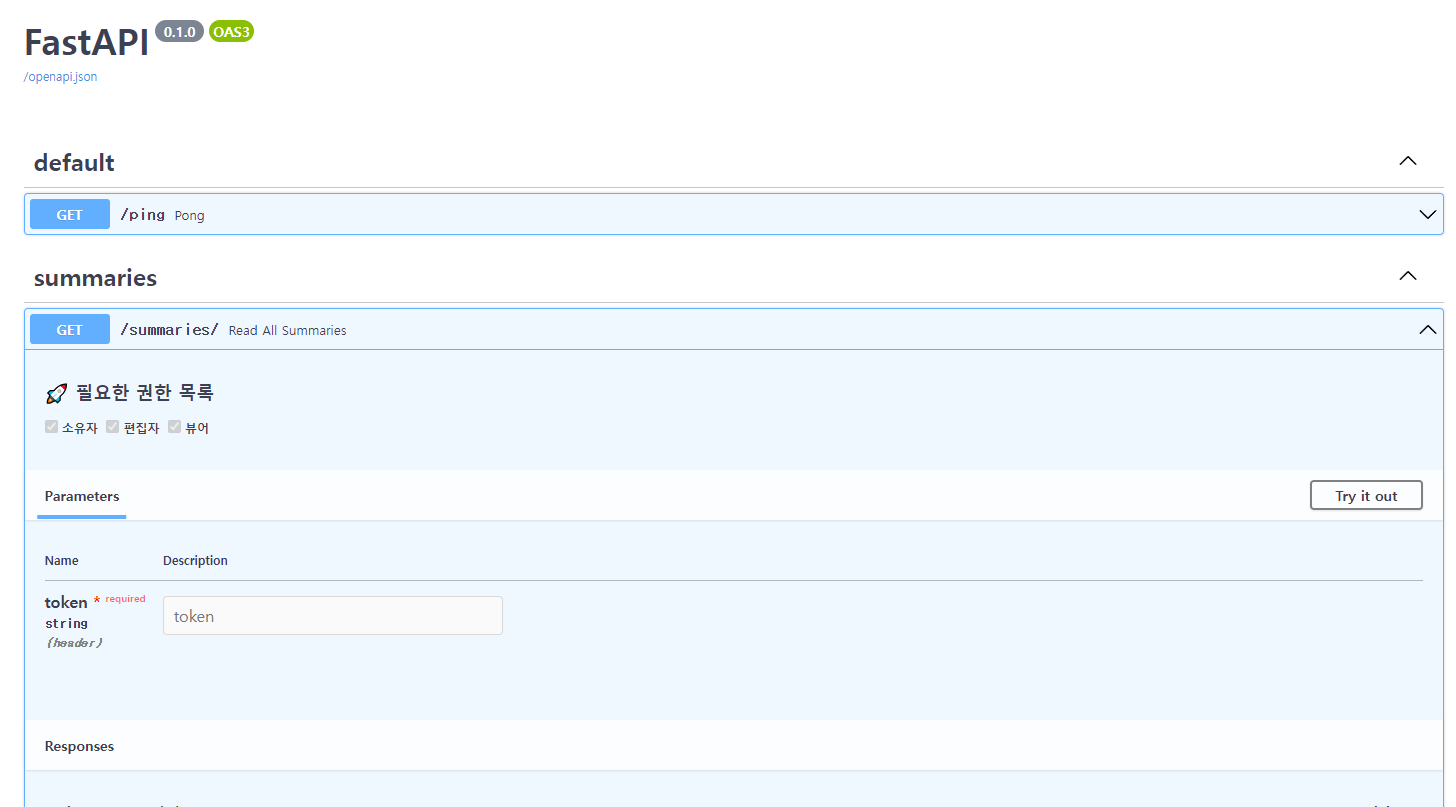 FastAPI 0.1.0 OAS3
/openapi.json
default
GET /ping Pong
summaries
GET /summaries/ Read All Summaries
🚀 필요한 권한 목록
소유자 편집자 뷰어
Parameters Try it out
Name Description
token * required token
string
(header)
Responses